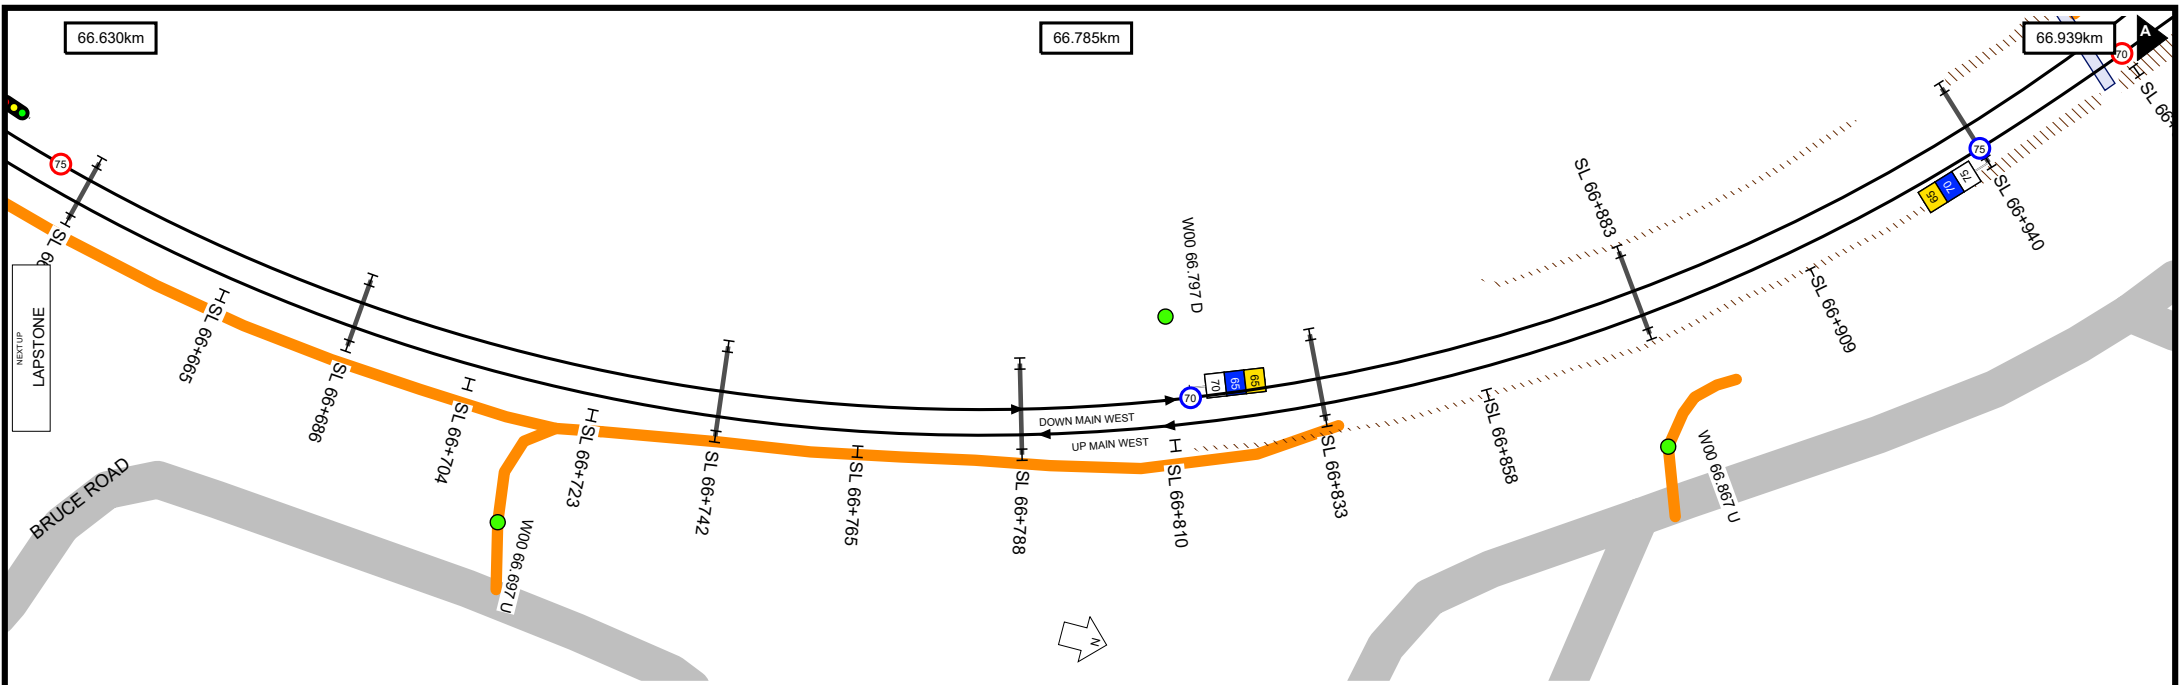 66.630km
66.785km
66.939km
A
70
75
75
SL 66+940
75
70
65
SL 66+883
W00 66.797 D
SL 66+909
NEXT UP
LAPSTONE
SL 66+665
SL 66+686
SL 66+704
SL 66+723
SL 66+742
SL 66+765
SL 66+788
SL 66+810
SL 66+833
SL 66+858
70
70
65
65
DOWN MAIN WEST
UP MAIN WEST
BRUCE ROAD
W00 66.697 U
W00 66.867 U
N